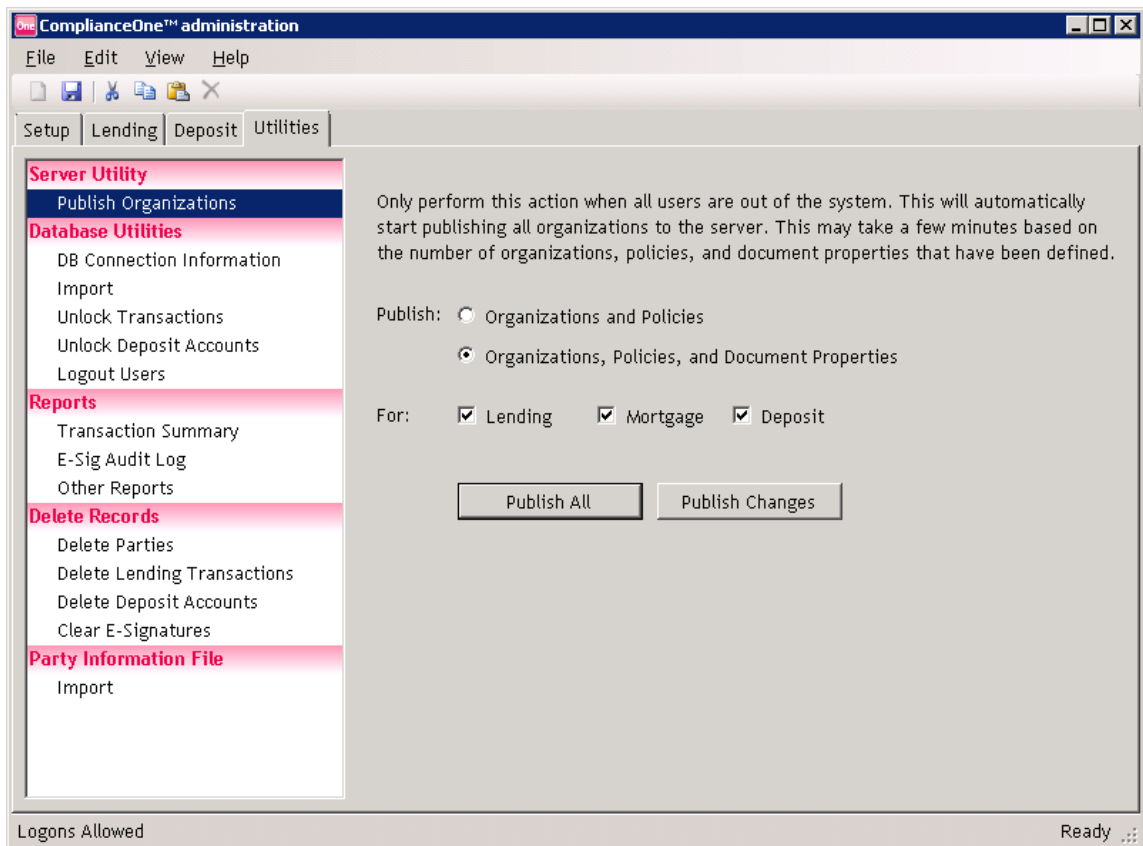 One ComplianceOne™ administration
File Edit View Help
Setup Lending Deposit Utilities
Server Utility
Publish Organizations
Database Utilities
DB Connection Information
Import
Unlock Transactions
Unlock Deposit Accounts
Logout Users
Reports
Transaction Summary
E-Sig Audit Log
Other Reports
Delete Records
Delete Parties
Delete Lending Transactions
Delete Deposit Accounts
Clear E-Signatures
Party Information File
Import
Only perform this action when all users are out of the system. This will automatically
start publishing all organizations to the server. This may take a few minutes based on
the number of organizations, policies, and document properties that have been defined.
Publish: Organizations and Policies
Organizations, Policies, and Document Properties
For: Lending Mortgage Deposit
Publish All Publish Changes
Logons Allowed Ready